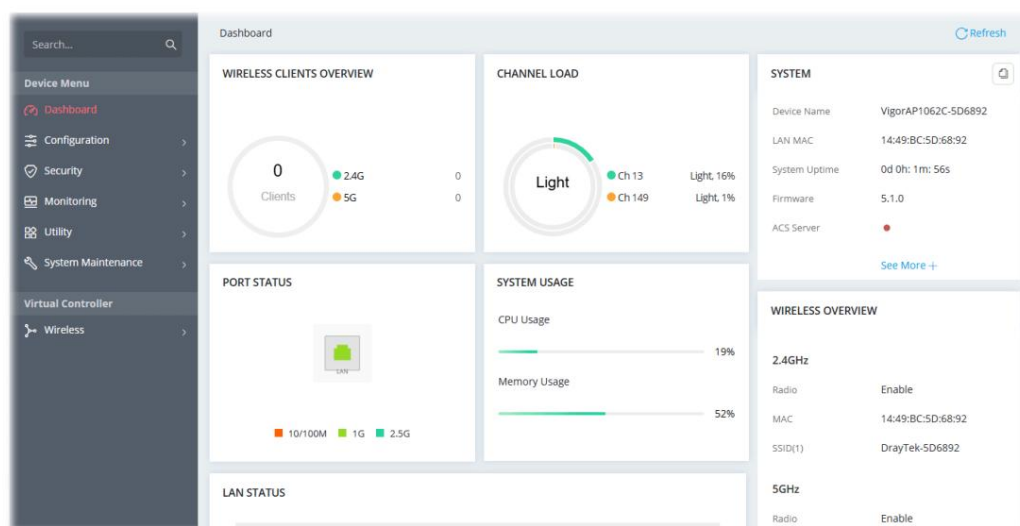 Search...
Device Menu
Dashboard
Configuration
Security
Monitoring
Utility
System Maintenance
Virtual Controller
Wireless
Dashboard
Refresh
WIRELESS CLIENTS OVERVIEW
0
Clients
2.4G 0
5G 0
CHANNEL LOAD
Light
Ch 13 Light, 16%
Ch 149 Light, 1%
SYSTEM
Device Name VigorAP1062C-5D6892
LAN MAC 14:49:BC:5D:68:92
System Uptime 0d 0h: 1m: 56s
Firmware 5.1.0
ACS Server
See More +
PORT STATUS
LAN
10/100M 1G 2.5G
SYSTEM USAGE
CPU Usage
19%
Memory Usage
52%
WIRELESS OVERVIEW
2.4GHz
Radio Enable
MAC 14:49:BC:5D:68:92
SSID(1) DrayTek-5D6892
5GHz
Radio Enable
LAN STATUS